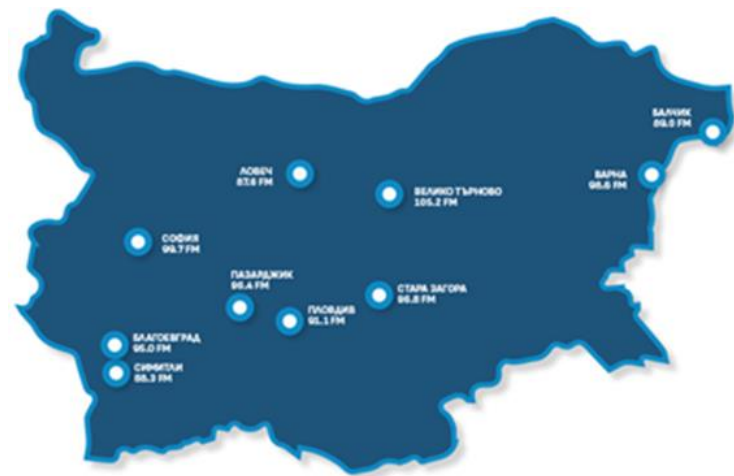 БАЛЧИК
89.0 FM
ЛОВЕЧ
87.6 FM
ВЕЛИКО ТЪРНОВО
105.2 FM
ВАРНА
98.6 FM
СОФИЯ
99.7 FM
ПАЗАРДЖИК
96.4 FM
СТАРА ЗАГОРА
96.8 FM
ПЛОВДИВ
91.1 FM
БЛАГОЕВГРАД
95.0 FM
СИМИТЛИ
88.3 FM